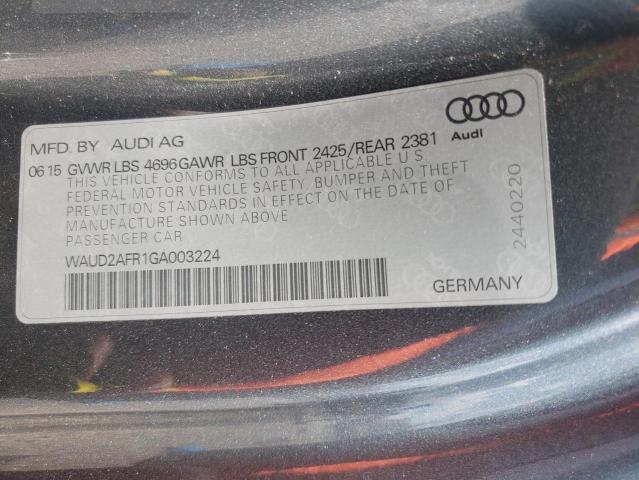 MFD. BY AUDI AG
06 15 GVWR LBS 4696 GAWR LBS FRONT 2425/REAR 2381
THIS VEHICLE CONFORMS TO ALL APPLICABLE U S
FEDERAL MOTOR VEHICLE SAFETY, BUMPER AND THEFT
PREVENTION STANDARDS IN EFFECT ON THE DATE OF
MANUFACTURE SHOWN ABOVE
PASSENGER CAR
WAUD2AFR1GA003224
GERMANY
Audi
2440220